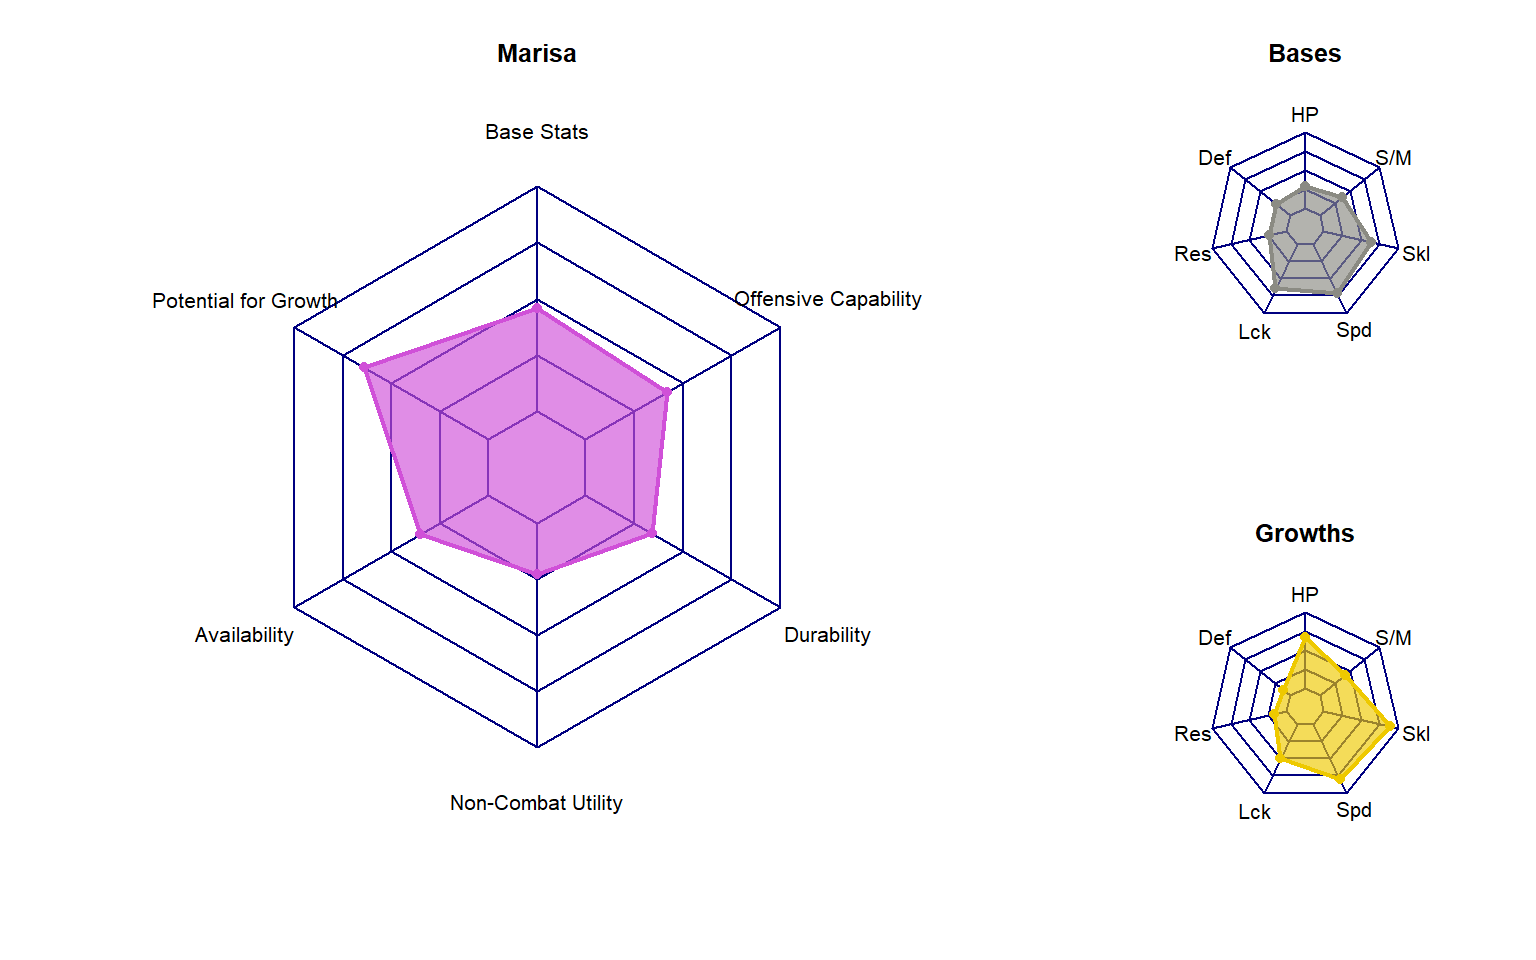 Marisa
Base Stats
Potential for Growth
Offensive Capability
Availability
Durability
Non-Combat Utility
Bases
HP
Def
S/M
Res
Skl
Lck
Spd
Growths
HP
Def
S/M
Res
Skl
Lck
Spd